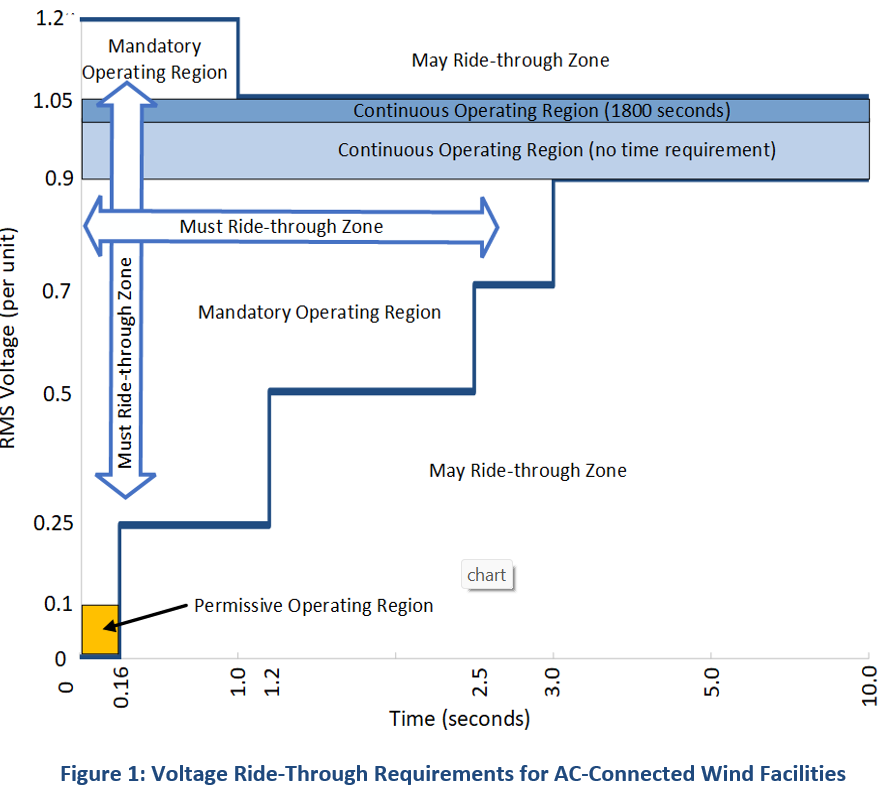 1.2
Mandatory
Operating Region
May Ride-through Zone
1.05
Continuous Operating Region (1800 seconds)
Continuous Operating Region (no time requirement)
0.9
Must Ride-through Zone
RMS Voltage (per unit)
Must Ride-through Zone
0.7
Mandatory Operating Region
0.5
May Ride-through Zone
0.25
chart
0.1
Permissive Operating Region
0
0
0.16
1.0
1.2
2.5
3.0
5.0
10.0
Time (seconds)
Figure 1: Voltage Ride-Through Requirements for AC-Connected Wind Facilities